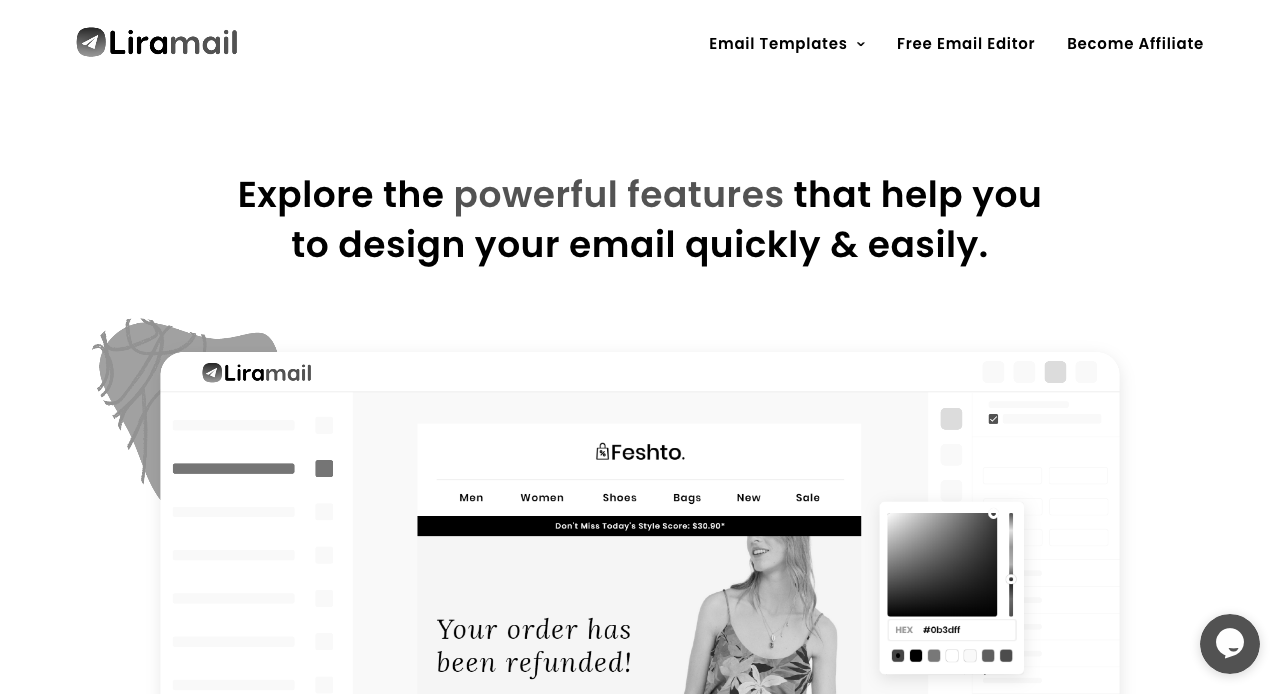 Liramail
Email Templates
Free Email Editor
Become Affiliate
Explore the powerful features that help you
to design your email quickly & easily.
Liramail
Feshto.
Men Women Shoes Bags New Sale
Don't Miss Today's Style Score: $30.90*
Your order has
been refunded!
HEX #0b3dff